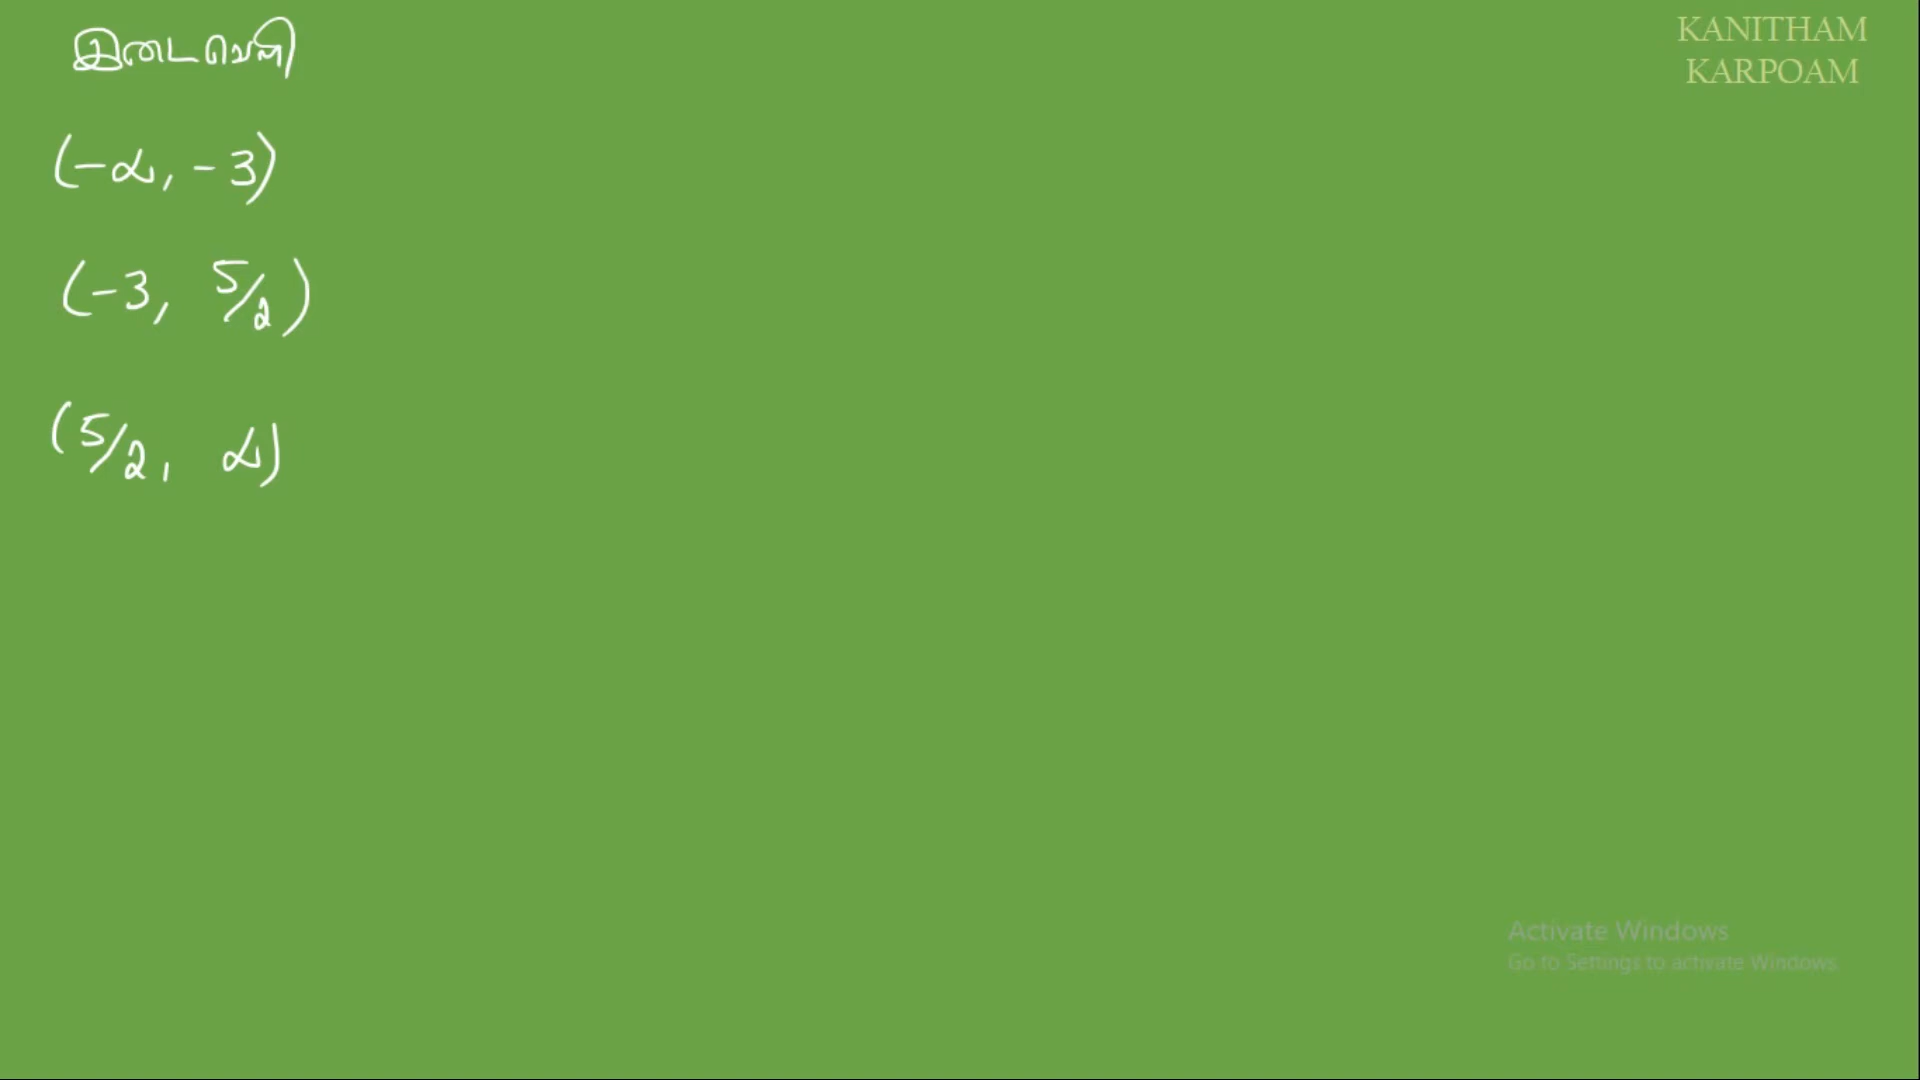 இடைவெளி
(-∝, -3)
(-3, 5/2)
(5/2, ∝)
KANITHAM
KARPOAM
Activate Windows
Go to Settings to activate Windows.